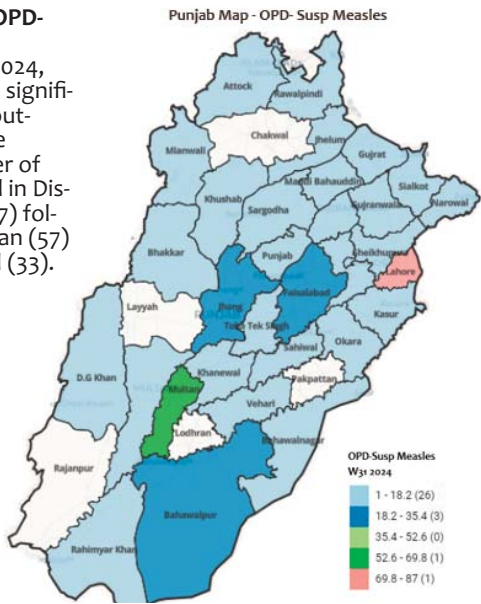 OPD-
2024,
signifi-
out-
e
er of
d in Dis-
7) fol-
an (57)
d (33).
Punjab Map - OPD- Susp Measles
Attock
Rawalpindi
Chakwal
Jhelum
Mianwali
Gujrat
Mandi Bahauddin
Sialkot
Khushab
Gujranwala
Narowal
Sargodha
Bhakkar
Punjab
Sheikhupura
Lahore
Faisalabad
Jhang
Layyah
Kasur
Toba Tek Singh
Okara
Sahiwal
Khanewal
D.G Khan
Pakpattan
Multan
Vehari
Lodhran
Bahawalnagar
Rajanpur
Bahawalpur
Rahimyar Khan
OPD-Susp Measles
W31 2024
1 - 18.2 (26)
18.2 - 35.4 (3)
35.4 - 52.6 (0)
52.6 - 69.8 (1)
69.8 - 87 (1)